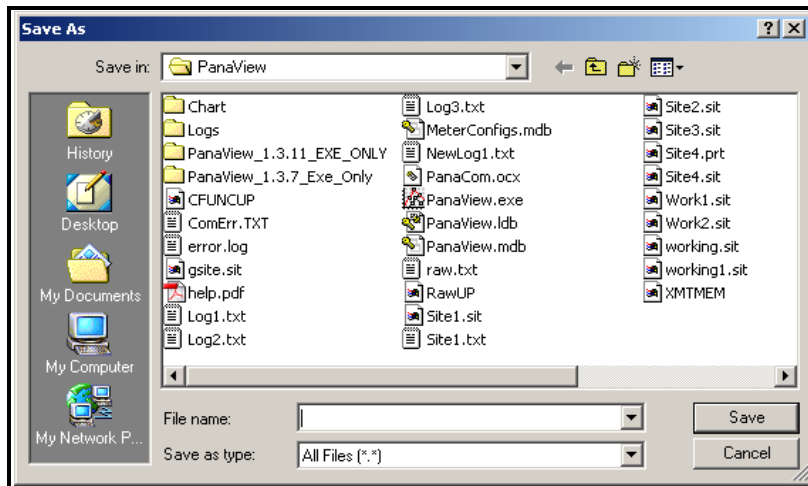 Save As
Save in:
PanaView
History
Desktop
My Documents
My Computer
My Network P...
Chart
Logs
PanaView_1.3.11_EXE_ONLY
PanaView_1.3.7_Exe_Only
CFUNCUP
ComErr.TXT
error.log
gsite.sit
help.pdf
Log1.txt
Log2.txt
Log3.txt
MeterConfigs.mdb
NewLog1.txt
PanaCom.ocx
PanaView.exe
PanaView.ldb
PanaView.mdb
raw.txt
RawUP
Site1.sit
Site1.txt
Site2.sit
Site3.sit
Site4.prt
Site4.sit
Work1.sit
Work2.sit
working.sit
working1.sit
XMTMEM
File name:
Save
Save as type:
All Files (*.*)
Cancel